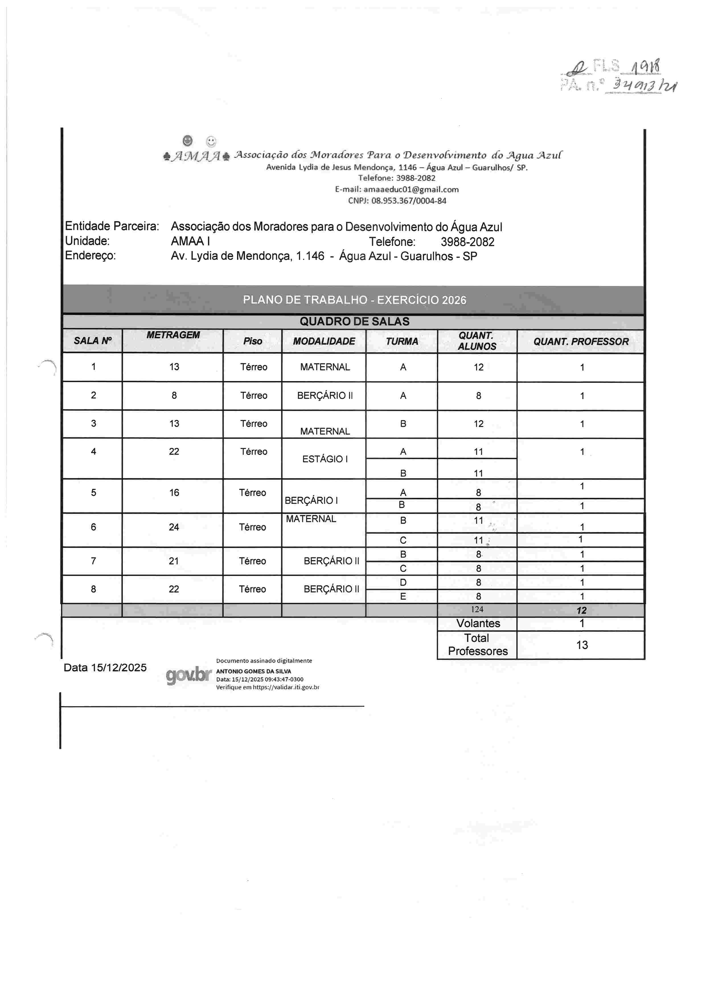 FLS 1918
PA. n.º 34913/21
AMAA Associação dos Moradores Para o Desenvolvimento do Agua Azul
Avenida Lydia de Jesus Mendonça, 1146 – Água Azul – Guarulhos/ SP.
Telefone: 3988-2082
E-mail: amaaeduc01@gmail.com
CNPJ: 08.953.367/0004-84
Entidade Parceira: Associação dos Moradores para o Desenvolvimento do Água Azul
Unidade: AMAA I Telefone: 3988-2082
Endereço: Av. Lydia de Mendonça, 1.146 - Água Azul - Guarulhos - SP
PLANO DE TRABALHO - EXERCÍCIO 2026
QUADRO DE SALAS
SALA Nº METRAGEM Piso MODALIDADE TURMA QUANT. ALUNOS QUANT. PROFESSOR
1 13 Térreo MATERNAL A 12 1
2 8 Térreo BERÇÁRIO II A 8 1
3 13 Térreo MATERNAL B 12 1
4 22 Térreo ESTÁGIO I A 11 1
B 11
5 16 Térreo BERÇÁRIO I A 8 1
B 8 1
6 24 Térreo MATERNAL B 11 1
C 11 1
7 21 Térreo BERÇÁRIO II B 8 1
C 8 1
8 22 Térreo BERÇÁRIO II D 8 1
E 8 1
124 12
Volantes 1
Total Professores 13
Data 15/12/2025
gov.br
Documento assinado digitalmente
ANTONIO GOMES DA SILVA
Data: 15/12/2025 09:43:47-0300
Verifique em https://validar.iti.gov.br